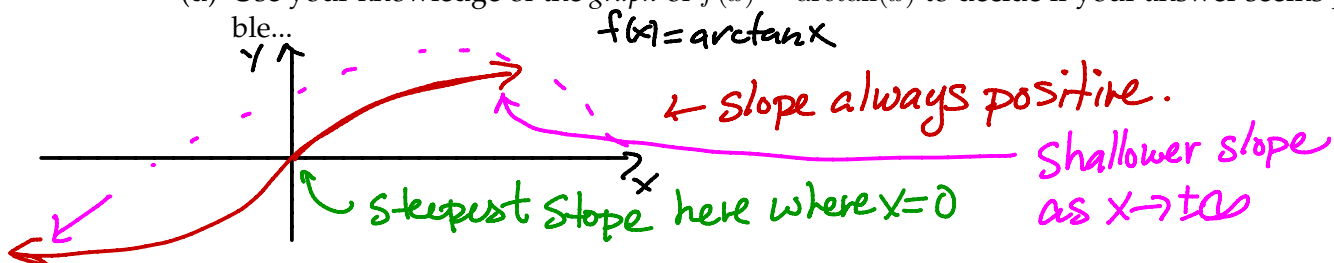 ble...
f(x) = arctan x
y
← slope always positive.
x
shallower slope
as x→±∞
steepest slope here where x=0